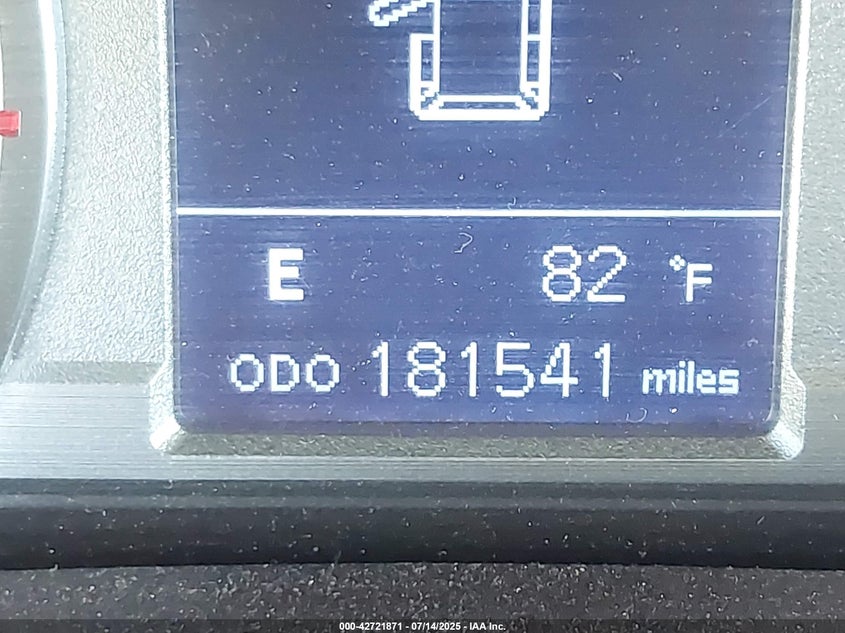 E 82 °F
ODO 181541 miles
000-42721871 - 07/14/2025 - IAA Inc.